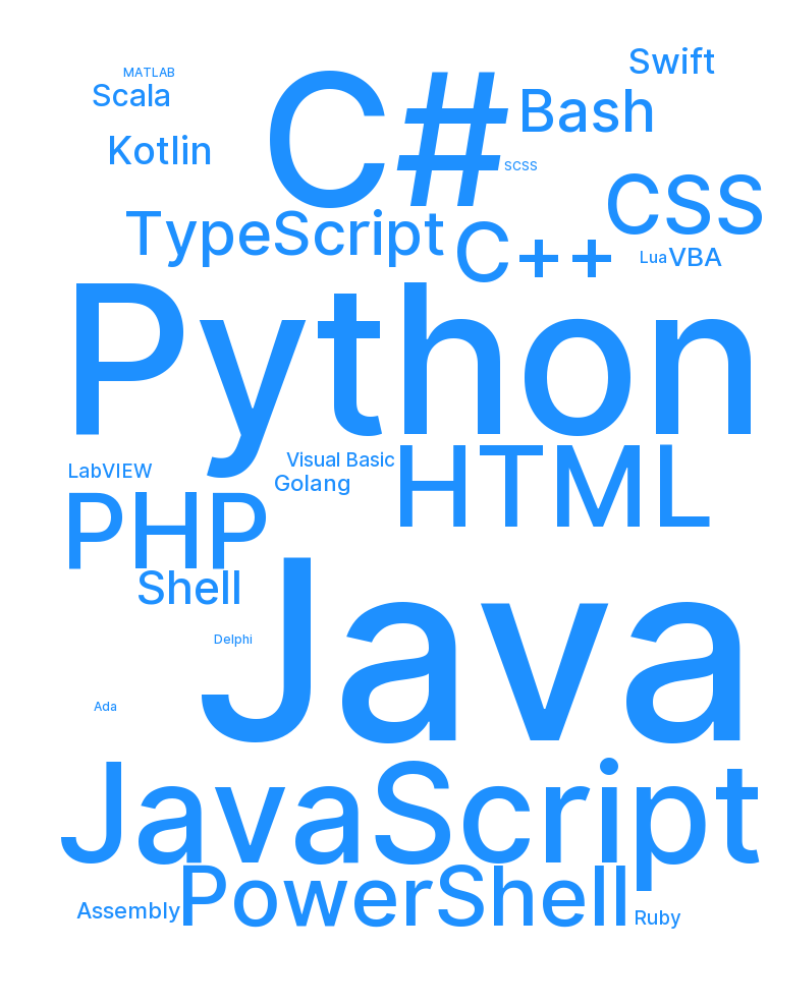 Swift
MATLAB
Scala
C#
Bash
Kotlin
SCSS
CSS
TypeScript
C++
Lua
VBA
Python
LabVIEW
Visual Basic
HTML
Golang
PHP
Shell
Java
Delphi
Ada
JavaScript
PowerShell
Assembly
Ruby